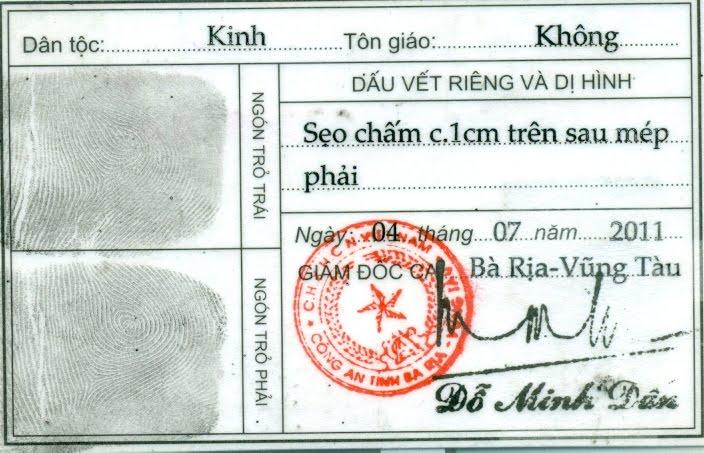 Dân tộc: Kinh Tôn giáo: Không
NGÓN TRỎ TRÁI
NGÓN TRỎ PHẢI
DẤU VẾT RIÊNG VÀ DỊ HÌNH
Sẹo chấm c.1cm trên sau mép
phải
Ngày 04 tháng 07 năm 2011
GIÁM ĐỐC CA Bà Rịa-Vũng Tàu
CÔNG AN TỈNH BÀ RỊA
Đỗ Minh Dân